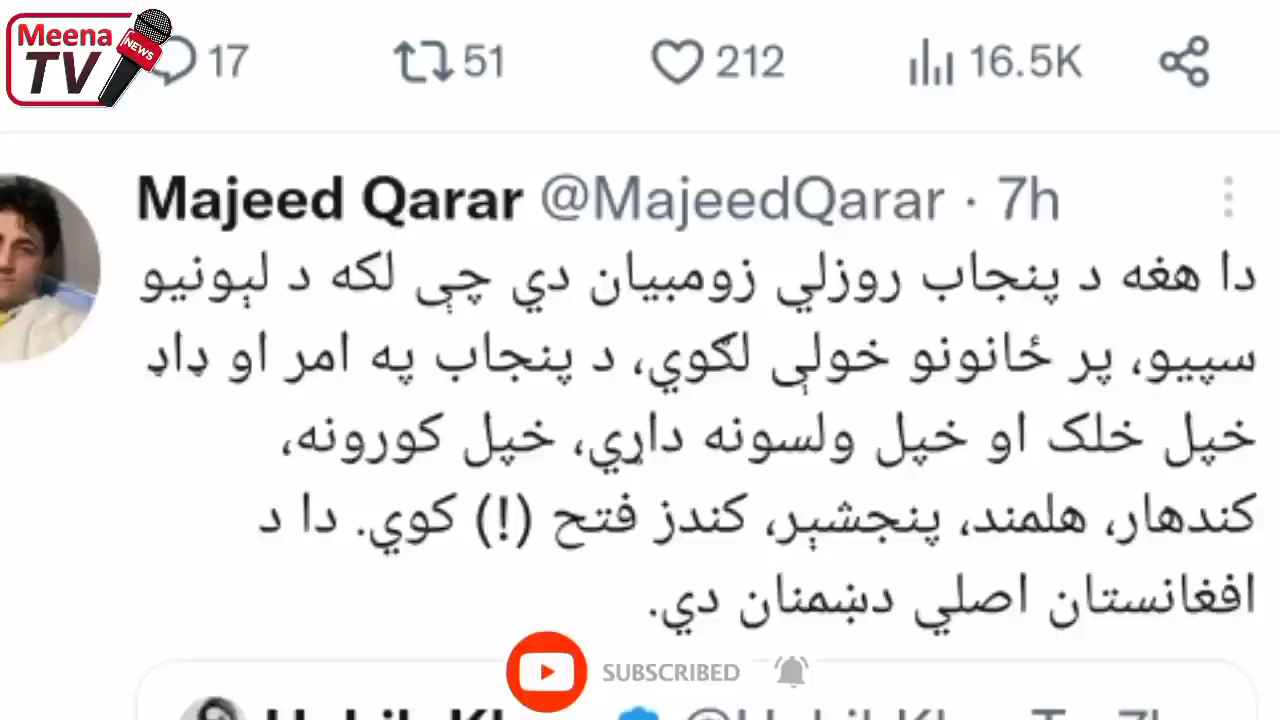 Meena
TV
NEWS
17 51 212 16.5K
Majeed Qarar @MajeedQarar · 7h
دا هغه د پنجاب روزلي زومبيان دي چې لکه د لېونيو
سپيو، پر ځانونو خولې لګوي، د پنجاب په امر او ډاډ
خپل خلک او خپل ولسونه داړي، خپل کورونه،
کندهار، هلمند، پنجشېر، کندز فتح (!) کوي. دا د
افغانستان اصلي دښمنان دي.
SUBSCRIBED